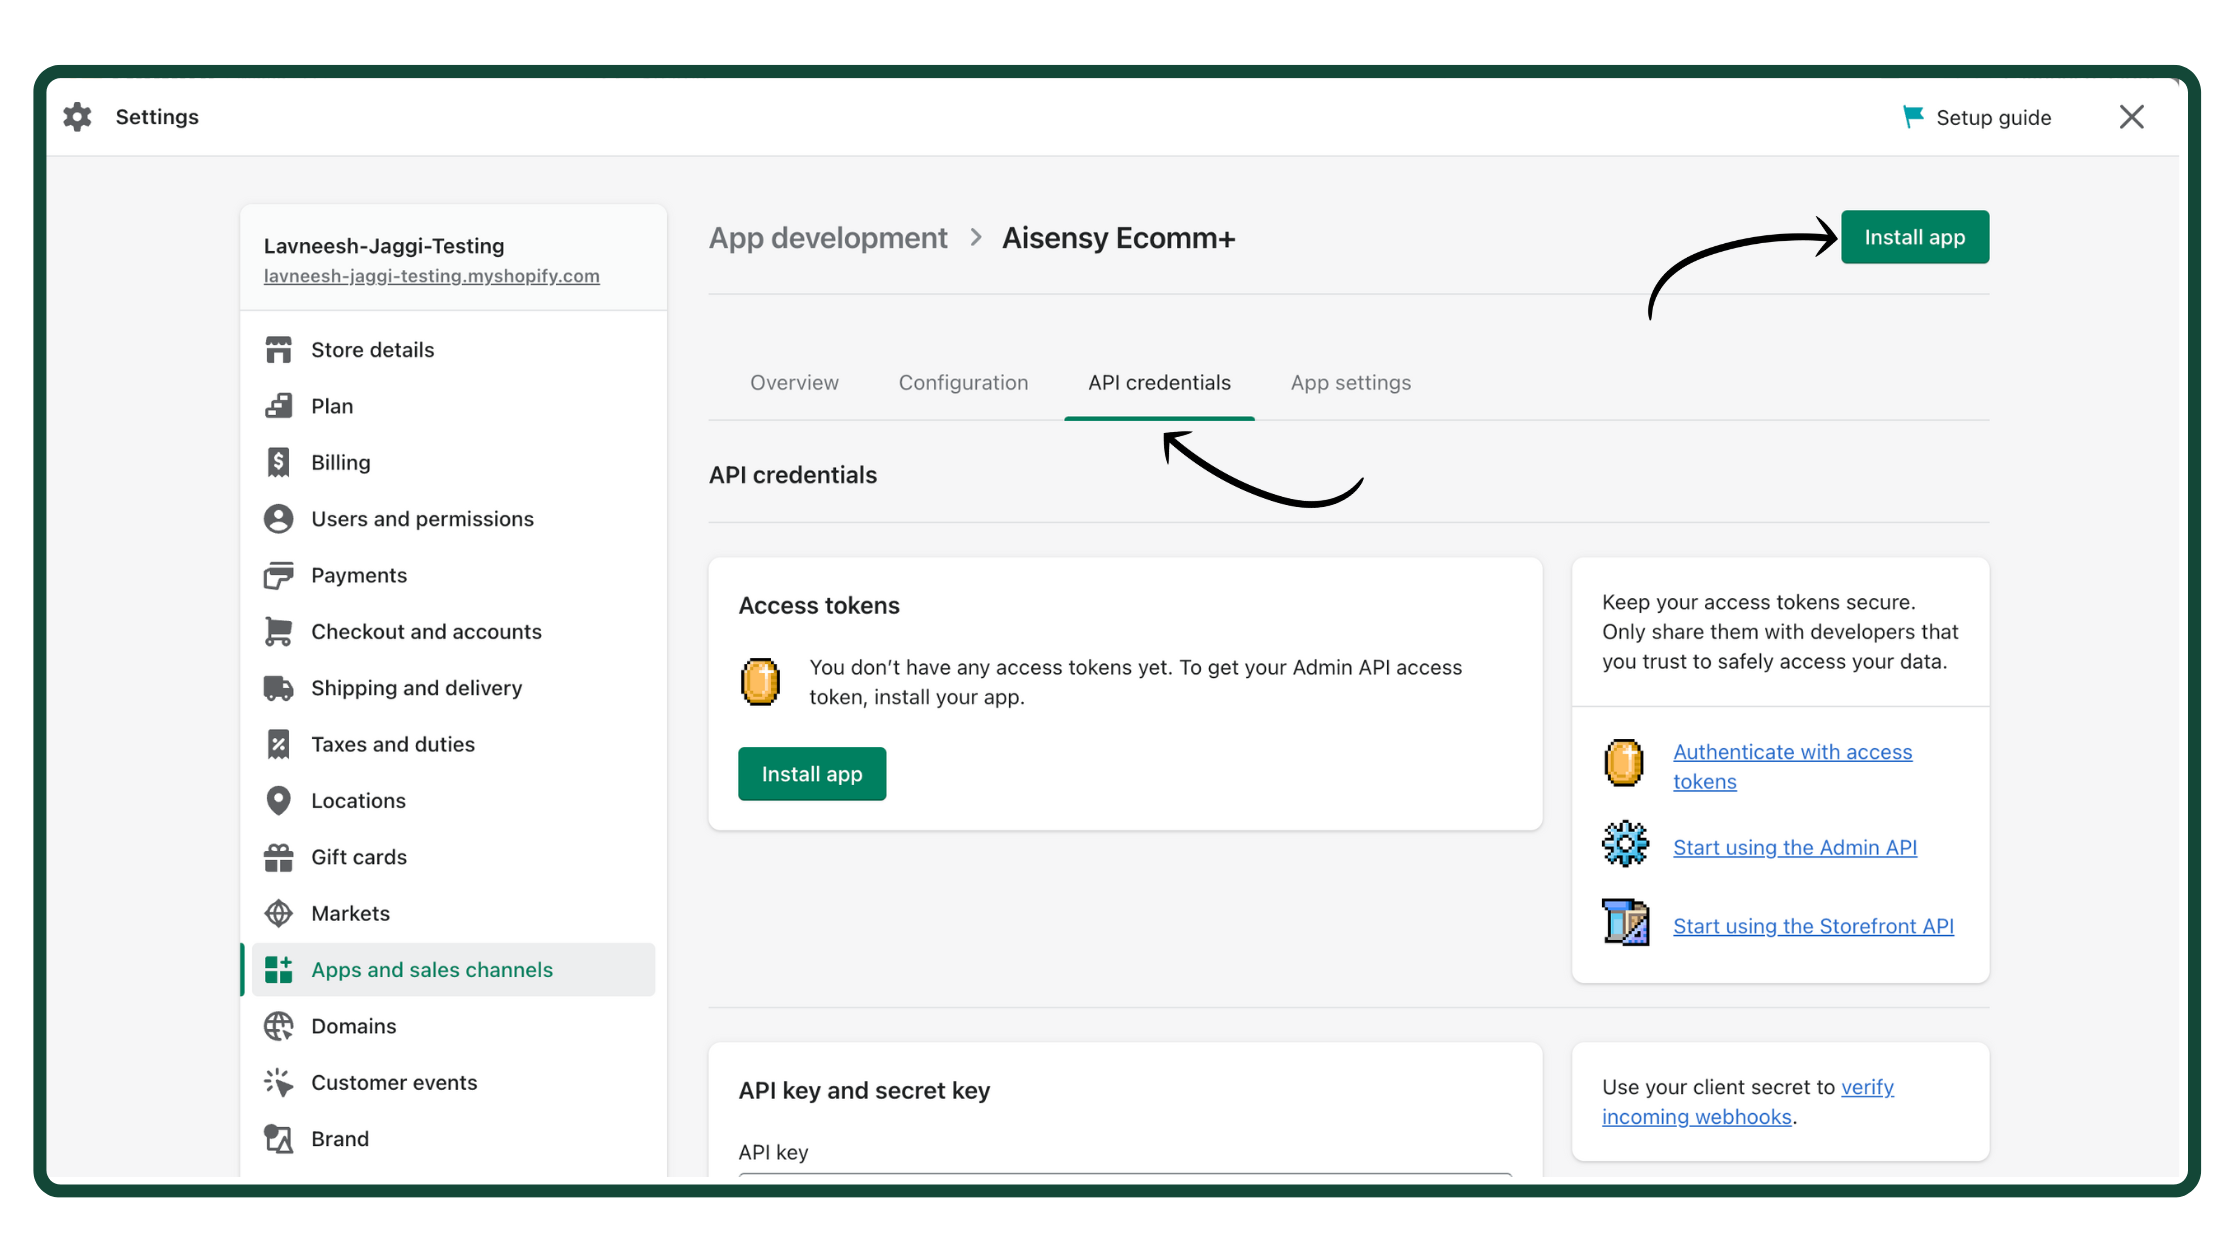 Settings
Setup guide
Lavneesh-Jaggi-Testing
lavneesh-jaggi-testing.myshopify.com
Store details
Plan
Billing
Users and permissions
Payments
Checkout and accounts
Shipping and delivery
Taxes and duties
Locations
Gift cards
Markets
Apps and sales channels
Domains
Customer events
Brand
App development > Aisensy Ecomm+
Install app
Overview
Configuration
API credentials
App settings
API credentials
Access tokens
You don’t have any access tokens yet. To get your Admin API access
token, install your app.
Install app
Keep your access tokens secure.
Only share them with developers that
you trust to safely access your data.
Authenticate with access
tokens
Start using the Admin API
Start using the Storefront API
API key and secret key
API key
Use your client secret to verify
incoming webhooks.